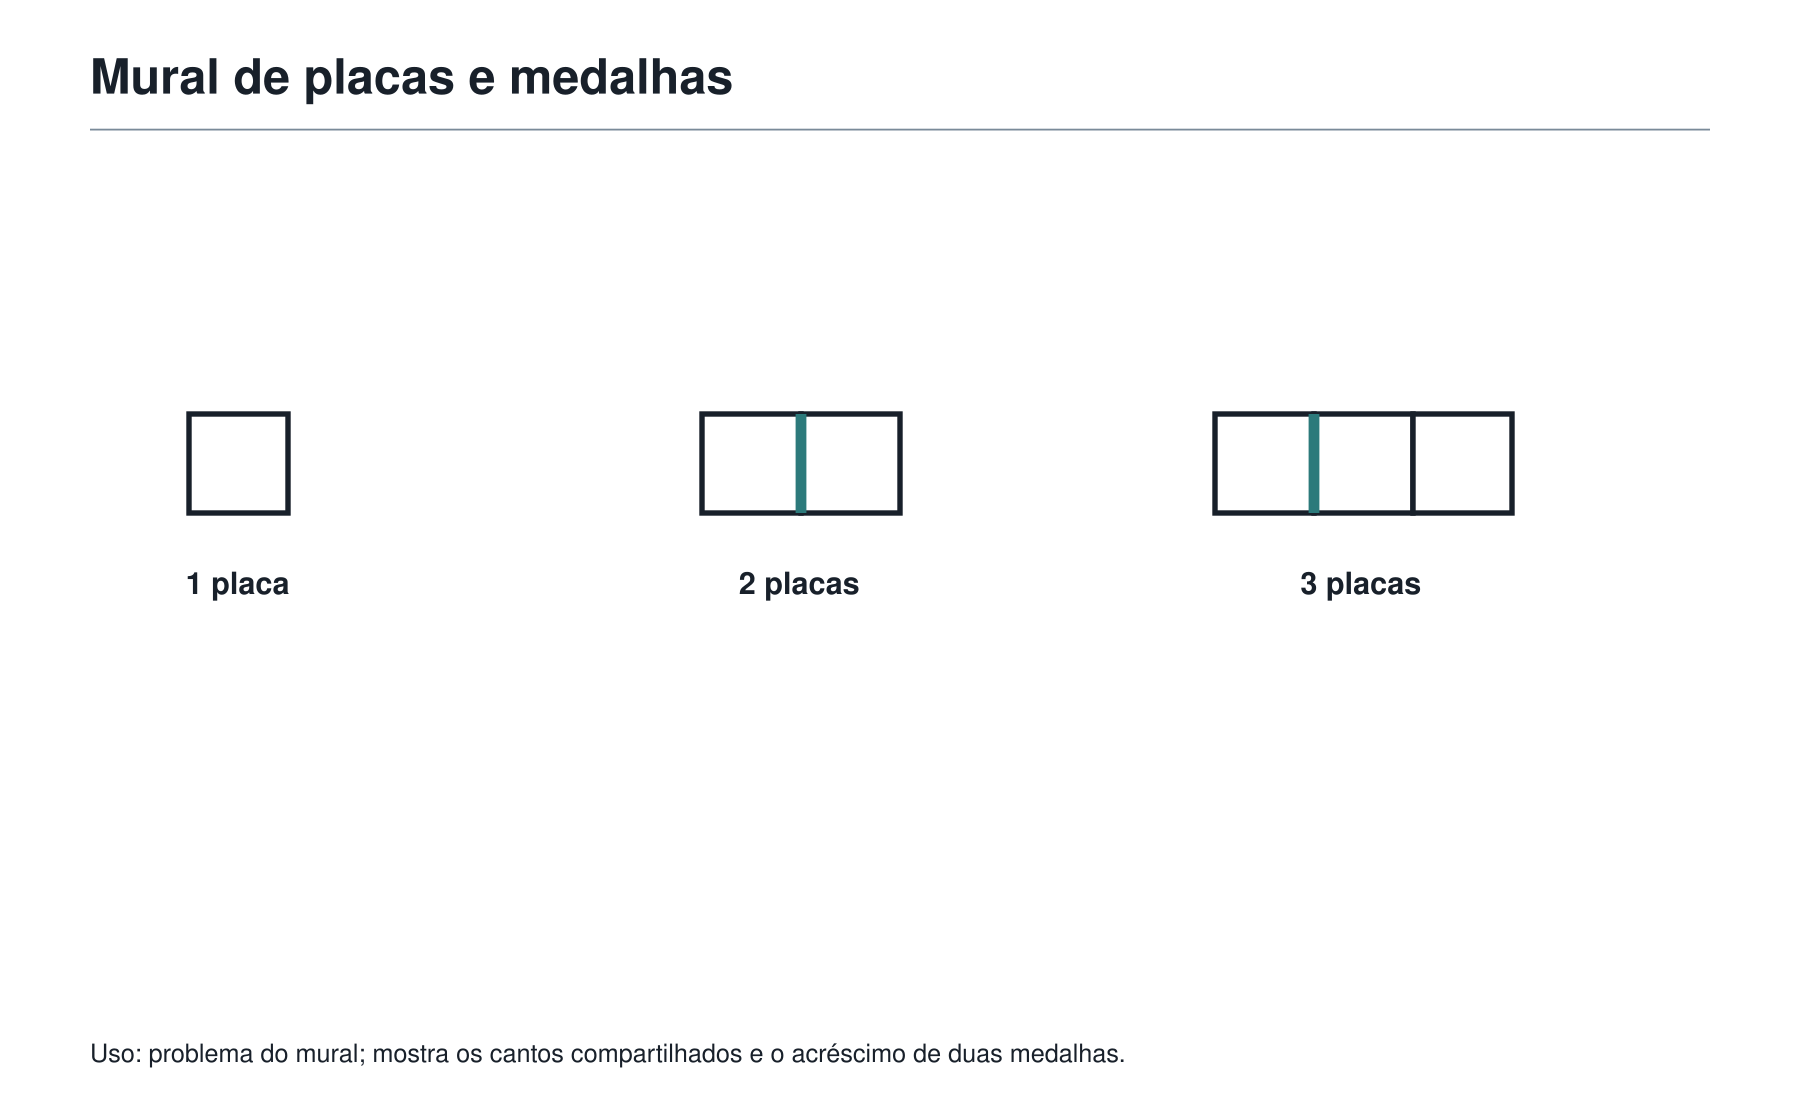 Mural de placas e medalhas
1 placa
2 placas
3 placas
Uso: problema do mural; mostra os cantos compartilhados e o acréscimo de duas medalhas.